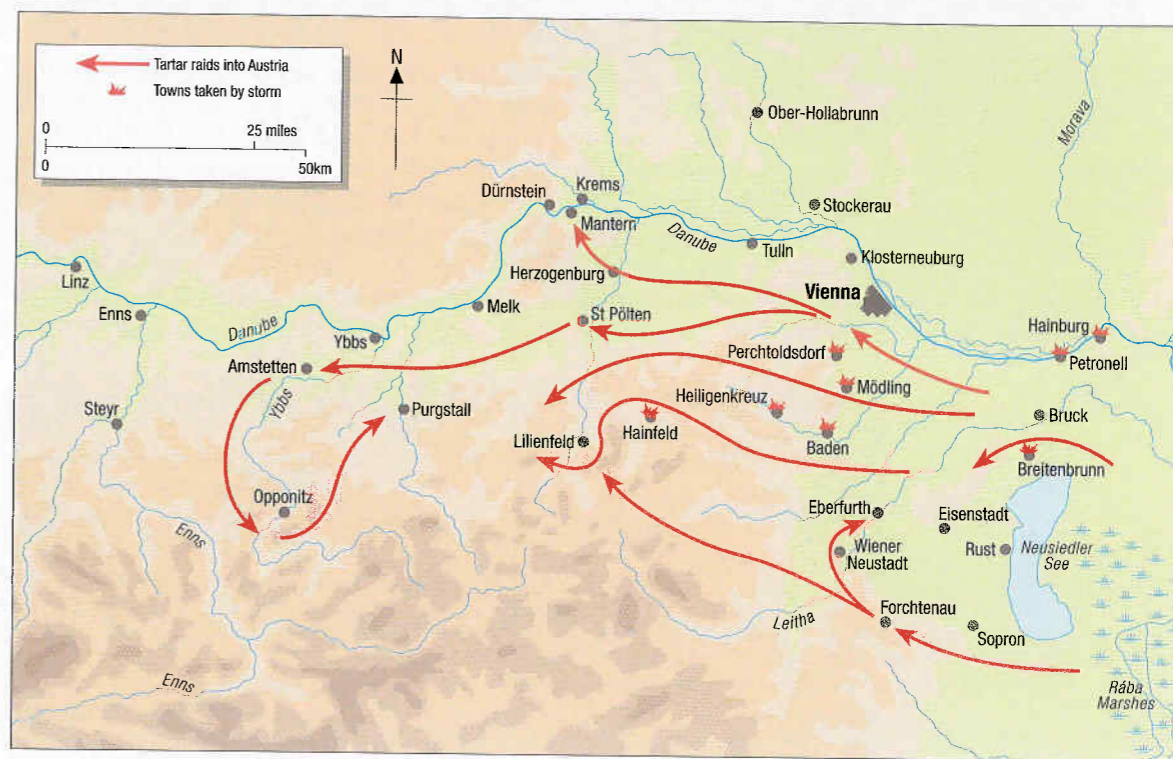 Tartar raids into Austria
Towns taken by storm
0 25 miles
0 50km
N
Ober-Hollabrunn
Morava
Krems
Dürnstein
Mantern
Stockerau
Danube
Tulln
Klosterneuburg
Linz
Herzogenburg
Vienna
Enns
Melk
St Pölten
Danube
Ybbs
Hainburg
Petronell
Perchtoldsdorf
Amstetten
Ybbs
Mödling
Steyr
Purgstall
Heiligenkreuz
Bruck
Lilienfeld
Hainfeld
Baden
Breitenbrunn
Opponitz
Eberfurth
Eisenstadt
Enns
Wiener
Neustadt
Rust
Neusiedler
See
Forchtenau
Leitha
Sopron
Enns
Rába
Marshes